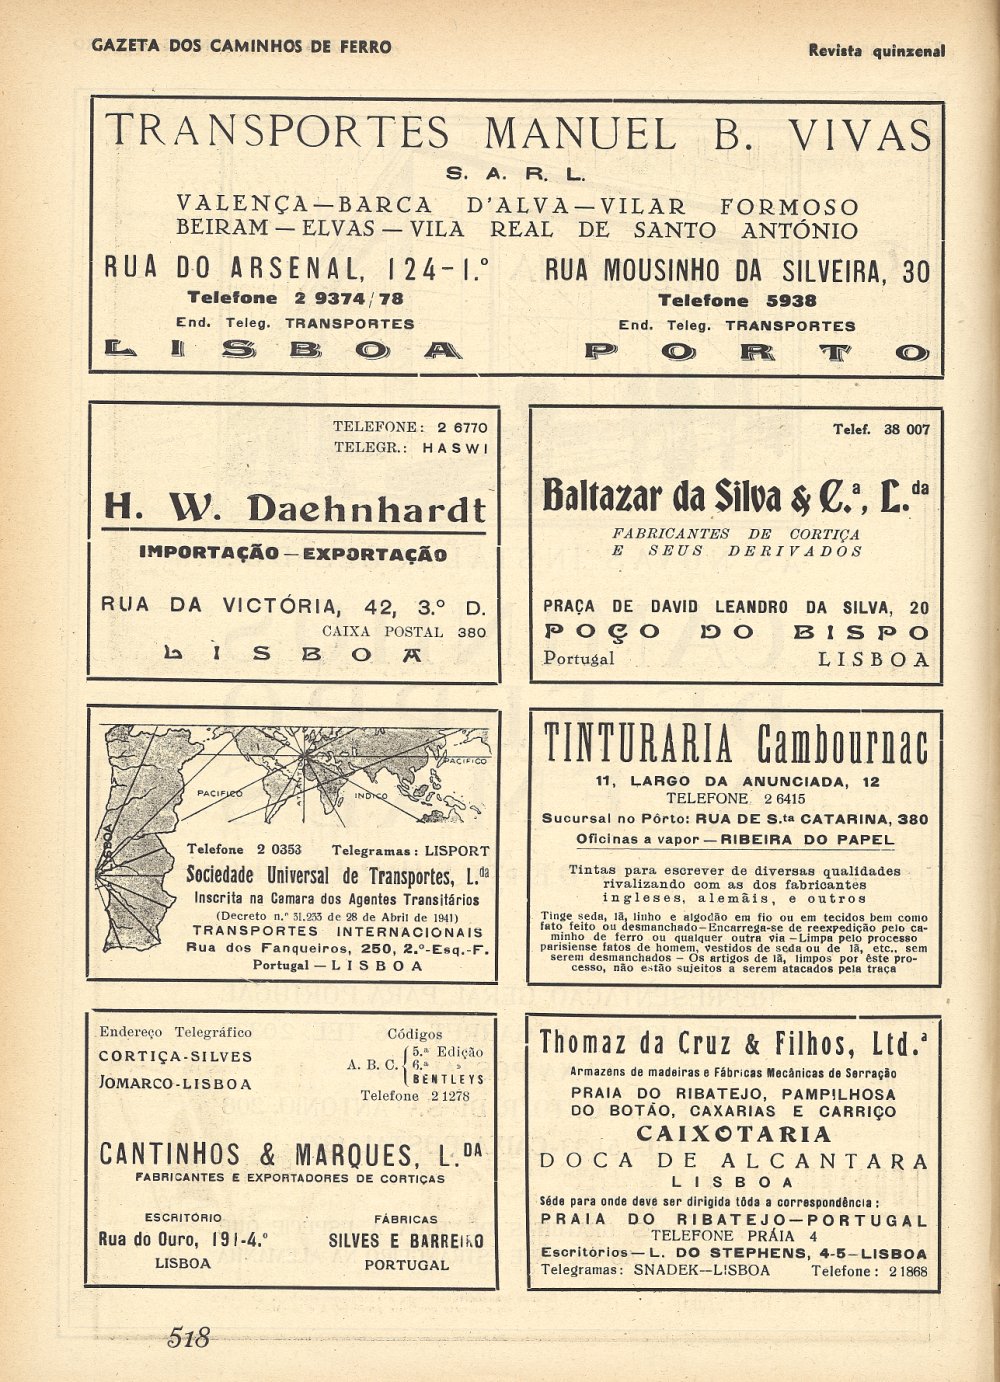 GAZETA DOS CAMINHOS DE FERRO
Revista quinzenal
TRANSPORTES MANUEL B. VIVAS
S. A. R. L.
VALENÇA—BARCA D'ALVA—VILAR FORMOSO
BEIRAM—ELVAS—VILA REAL DE SANTO ANTÓNIO
RUA DO ARSENAL, 124-1.º
Telefone 2 9374/78
End. Teleg. TRANSPORTES
LISBOA
RUA MOUSINHO DA SILVEIRA, 30
Telefone 5938
End. Teleg. TRANSPORTES
PORTO
TELEFONE: 2 6770
TELEGR.: HASWI
H. W. Daehnhardt
IMPORTAÇÃO—EXPORTAÇÃO
RUA DA VICTÓRIA, 42, 3.º D.
CAIXA POSTAL 380
LISBOA
Telef. 38 007
Baltazar da Silva & C.ª, L.da
FABRICANTES DE CORTIÇA
E SEUS DERIVADOS
PRAÇA DE DAVID LEANDRO DA SILVA, 20
POÇO DO BISPO
Portugal LISBOA
PACIFICO
ATLANTICO
INDICO
PACIFICO
LISBOA
Telefone 2 0353 Telegramas: LISPORT
Sociedade Universal de Transportes, L.da
Inscrita na Camara dos Agentes Transitários
(Decreto n.º 31.233 de 28 de Abril de 1941)
TRANSPORTES INTERNACIONAIS
Rua dos Fanqueiros, 250, 2.º-Esq.-F.
Portugal — LISBOA
TINTURARIA Cambournac
11, LARGO DA ANUNCIADA, 12
TELEFONE 2 6415
Sucursal no Pôrto: RUA DE S.ta CATARINA, 380
Oficinas a vapor—RIBEIRA DO PAPEL
Tintas para escrever de diversas qualidades
rivalizando com as dos fabricantes
ingleses, alemãis, e outros
Tinge seda, lã, linho e algodão em fio ou em tecidos bem como
fato feito ou desmanchado—Encarrega-se de reexpedição pelo ca-
minho de ferro ou qualquer outra via—Limpa pelo processo
parisiense fatos de homem, vestidos de seda ou de lã, etc., sem
serem desmanchados — Os artigos de lã, limpos por êste pro-
cesso, não estão sujeitos a serem atacados pela traça
Endereço Telegráfico
CORTIÇA-SILVES
JOMARCO-LISBOA
Códigos
A. B. C. { 5.ª Edição
6.ª »
BENTLEYS
Telefone 2 1278
CANTINHOS & MARQUES, L.DA
FABRICANTES E EXPORTADORES DE CORTIÇAS
ESCRITÓRIO
Rua do Ouro, 191-4.º
LISBOA
FÁBRICAS
SILVES E BARREIRO
PORTUGAL
Thomaz da Cruz & Filhos, Ltd.ª
Armazens de madeiras e Fábricas Mecânicas de Serração
PRAIA DO RIBATEJO, PAMPILHOSA
DO BOTÃO, CAXARIAS E CARRIÇO
CAIXOTARIA
DOCA DE ALCANTARA
LISBOA
Séde para onde deve ser dirigida tôda a correspondência:
PRAIA DO RIBATEJO—PORTUGAL
TELEFONE PRÁIA 4
Escritórios—L. DO STEPHENS, 4-5—LISBOA
Telegramas: SNADEK—LISBOA Telefone: 2 1868
518